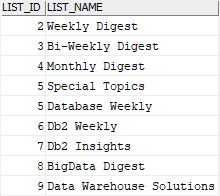 LIST_ID LIST_NAME
2 Weekly Digest
3 Bi-Weekly Digest
4 Monthly Digest
5 Special Topics
5 Database Weekly
6 Db2 Weekly
7 Db2 Insights
8 BigData Digest
9 Data Warehouse Solutions